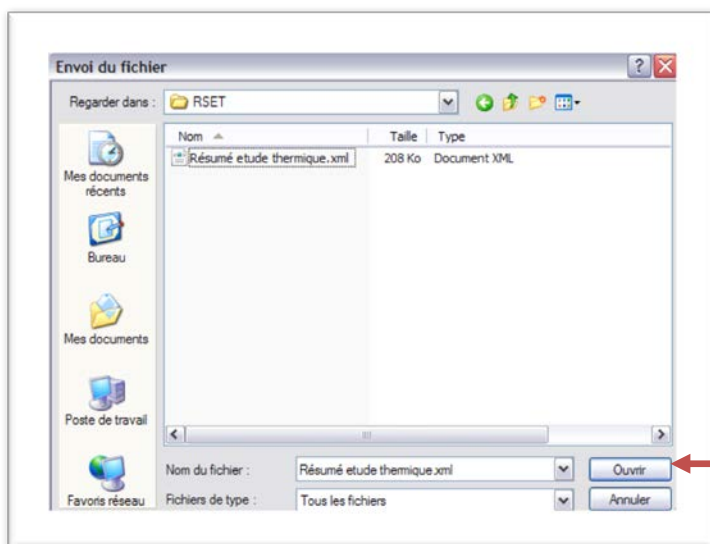 Envoi du fichier
Regarder dans : RSET
Nom Taille Type
Résumé etude thermique.xml 208 Ko Document XML
Mes documents récents
Bureau
Mes documents
Poste de travail
Favoris réseau
Nom du fichier : Résumé etude thermique.xml Ouvrir
Fichiers de type : Tous les fichiers Annuler